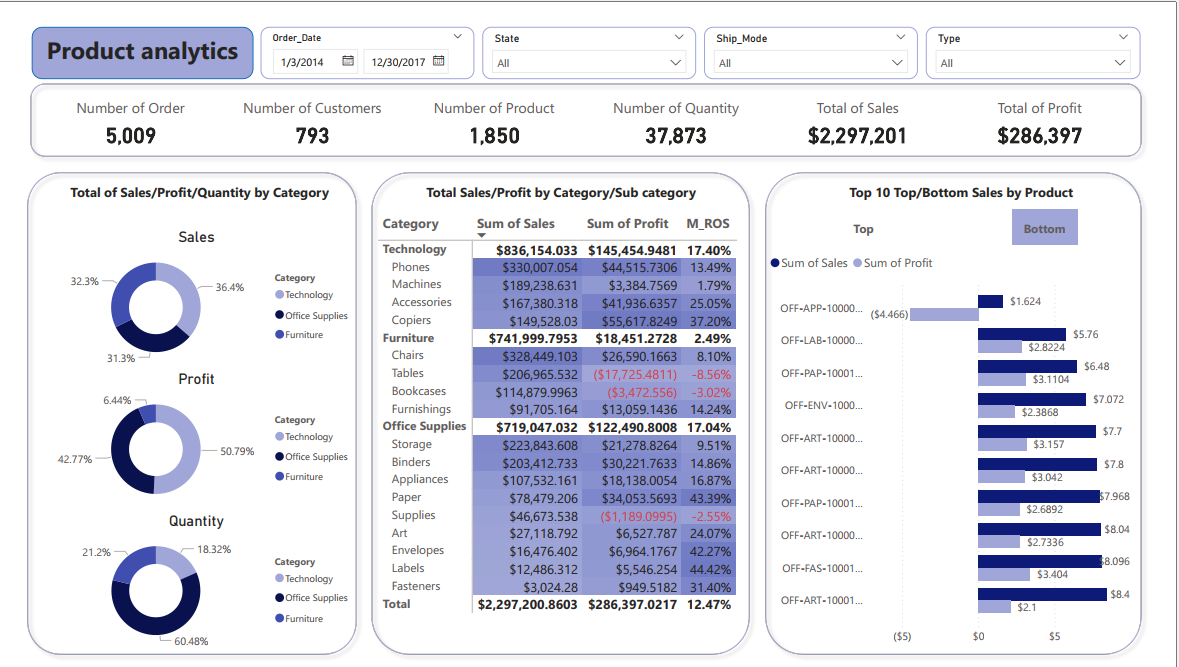 Product analytics
Order_Date
1/3/2014 12/30/2017
State
All
Ship_Mode
All
Type
All
Number of Order
5,009
Number of Customers
793
Number of Product
1,850
Number of Quantity
37,873
Total of Sales
$2,297,201
Total of Profit
$286,397
Total of Sales/Profit/Quantity by Category
Sales
32.3%
36.4%
31.3%
Category
Technology
Office Supplies
Furniture
Profit
6.44%
42.77%
50.79%
Category
Technology
Office Supplies
Furniture
Quantity
21.2%
18.32%
60.48%
Category
Technology
Office Supplies
Furniture
Total Sales/Profit by Category/Sub category
Category Sum of Sales Sum of Profit M_ROS
Technology $836,154.033 $145,454.9481 17.40%
Phones $330,007.054 $44,515.7306 13.49%
Machines $189,238.631 $3,384.7569 1.79%
Accessories $167,380.318 $41,936.6357 25.05%
Copiers $149,528.03 $55,617.8249 37.20%
Furniture $741,999.7953 $18,451.2728 2.49%
Chairs $328,449.103 $26,590.1663 8.10%
Tables $206,965.532 ($17,725.4811) -8.56%
Bookcases $114,879.9963 ($3,472.556) -3.02%
Furnishings $91,705.164 $13,059.1436 14.24%
Office Supplies $719,047.032 $122,490.8008 17.04%
Storage $223,843.608 $21,278.8264 9.51%
Binders $203,412.733 $30,221.7633 14.86%
Appliances $107,532.161 $18,138.0054 16.87%
Paper $78,479.206 $34,053.5693 43.39%
Supplies $46,673.538 ($1,189.0995) -2.55%
Art $27,118.792 $6,527.787 24.07%
Envelopes $16,476.402 $6,964.1767 42.27%
Labels $12,486.312 $5,546.254 44.42%
Fasteners $3,024.28 $949.5182 31.40%
Total $2,297,200.8603 $286,397.0217 12.47%
Top 10 Top/Bottom Sales by Product
Top Bottom
Sum of Sales Sum of Profit
OFF-APP-10000... $1.624
($4.466)
OFF-LAB-10000... $5.76
$2.8224
OFF-PAP-10001... $6.48
$3.1104
OFF-ENV-1000... $7.072
$2.3868
OFF-ART-10000... $7.7
$3.157
OFF-ART-10000... $7.8
$3.042
OFF-PAP-10001... $7.968
$2.6892
OFF-ART-10000... $8.04
$2.7336
OFF-FAS-10001... $8.096
$3.404
OFF-ART-10001... $8.4
$2.1
($5) $0 $5